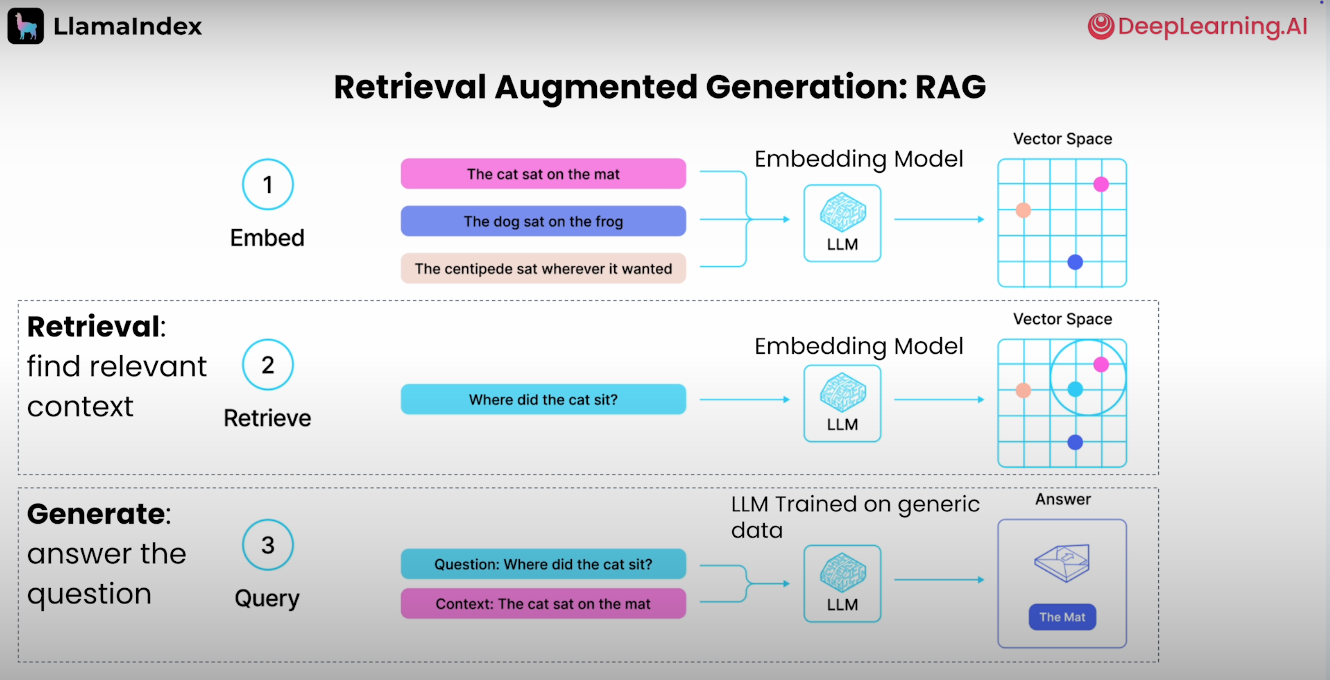 LlamaIndex
DeepLearning.AI
Retrieval Augmented Generation: RAG
1
Embed
The cat sat on the mat
The dog sat on the frog
The centipede sat wherever it wanted
Embedding Model
LLM
Vector Space
Retrieval:
find relevant
context
2
Retrieve
Where did the cat sit?
Embedding Model
LLM
Vector Space
Generate:
answer the
question
3
Query
Question: Where did the cat sit?
Context: The cat sat on the mat
LLM Trained on generic
data
LLM
Answer
The Mat